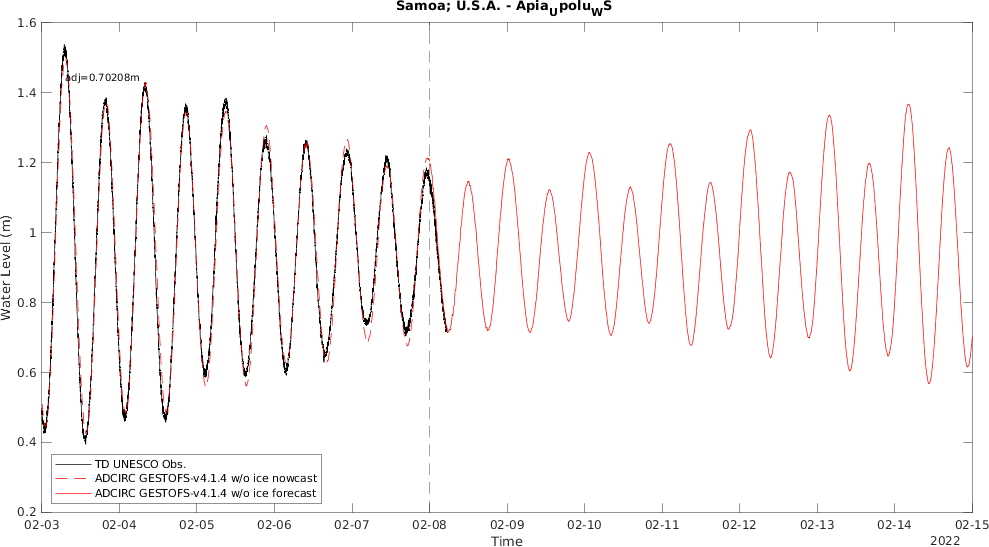 Samoa; U.S.A. - ApiaUpoluWS
1.6
adj=0.70208m
1.4
1.2
1
0.8
0.6
0.4
0.2
Water Level (m)
TD UNESCO Obs.
ADCIRC GESTOFS-v4.1.4 w/o ice nowcast
ADCIRC GESTOFS-v4.1.4 w/o ice forecast
02-03 02-04 02-05 02-06 02-07 02-08 02-09 02-10 02-11 02-12 02-13 02-14 02-15
Time
2022